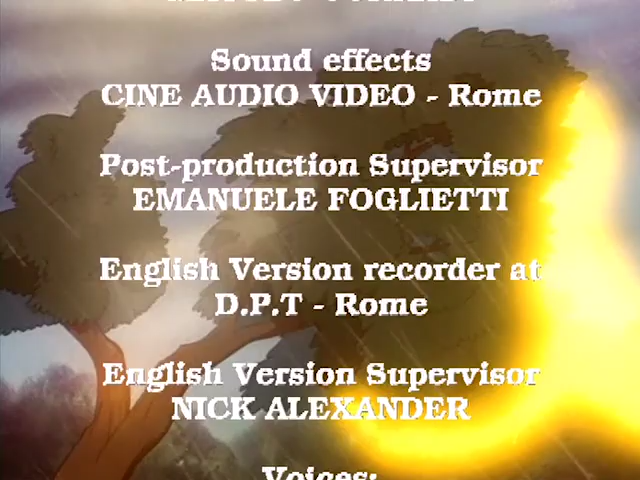 Sound effects
CINE AUDIO VIDEO - Rome
Post-production Supervisor
EMANUELE FOGLIETTI
English Version recorder at
D.P.T - Rome
English Version Supervisor
NICK ALEXANDER
Voices: